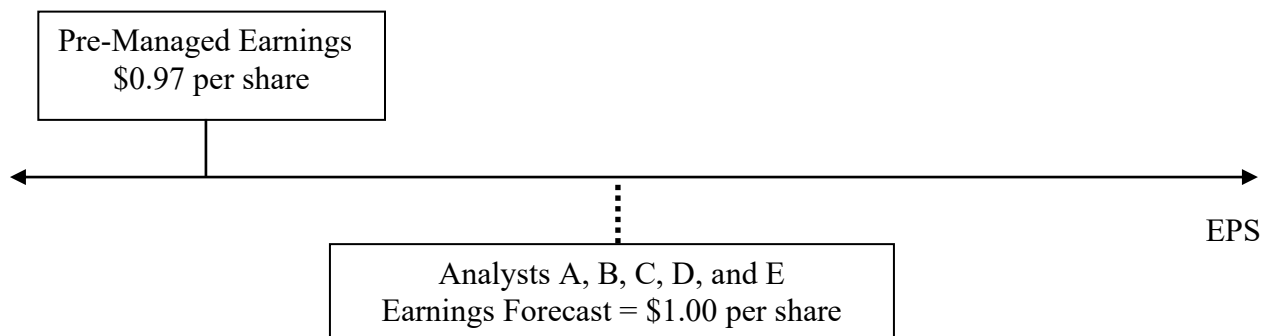 Pre-Managed Earnings
$0.97 per share
EPS
Analysts A, B, C, D, and E
Earnings Forecast = $1.00 per share